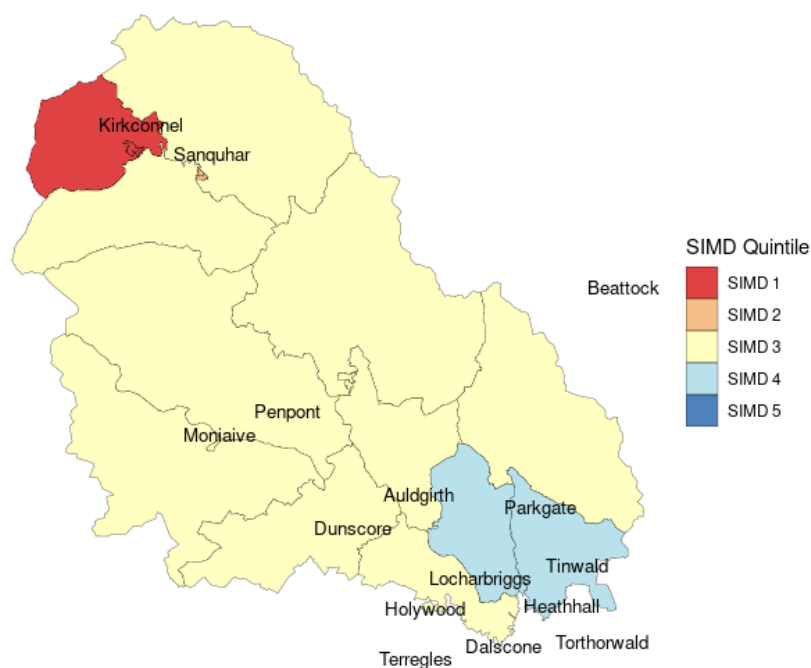 Kirkconnel
Sanquhar
SIMD Quintile
SIMD 1
Beattock
SIMD 2
SIMD 3
SIMD 4
SIMD 5
Penpont
Moniaive
Auldgirth
Parkgate
Dunscore
Tinwald
Locharbriggs
Holywood
Heathhall
Dalscone
Torthorwald
Terregles